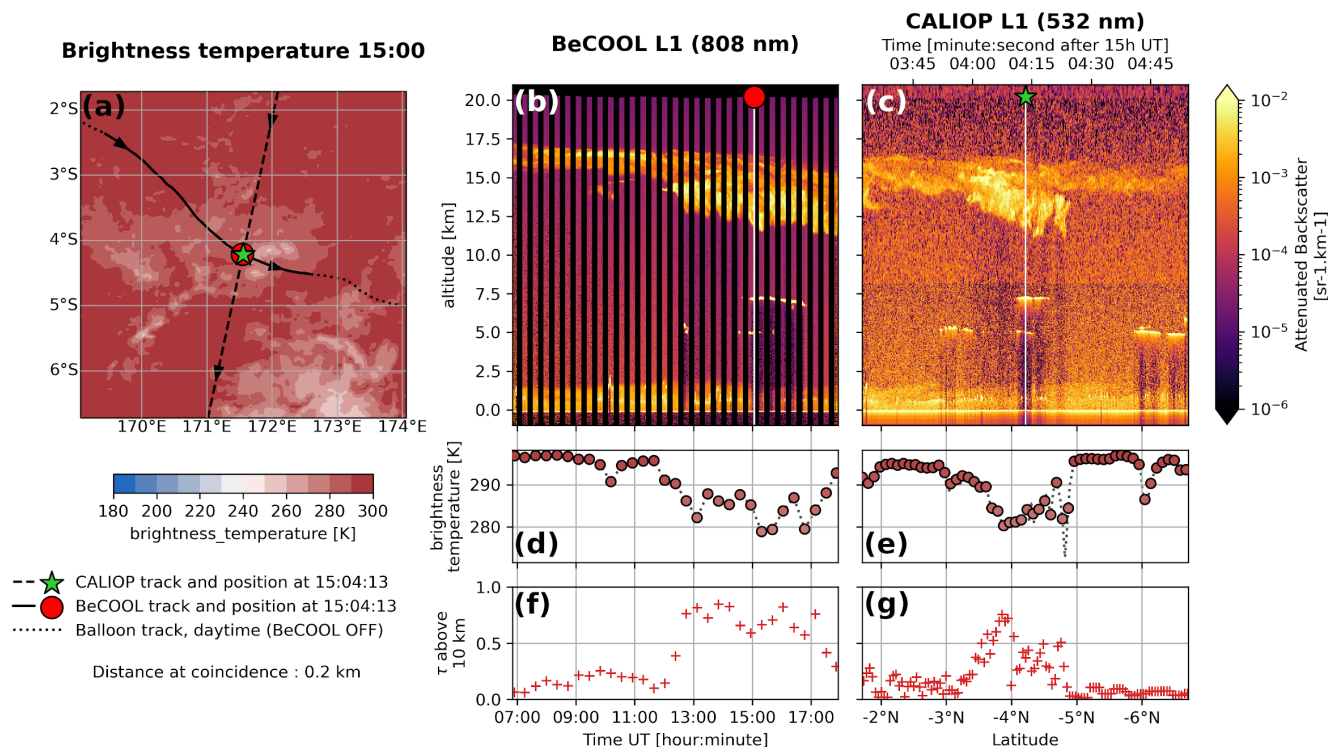 Brightness temperature 15:00
BeCOOL L1 (808 nm)
CALIOP L1 (532 nm)
Time [minute:second after 15h UT]
03:45 04:00 04:15 04:30 04:45
(a)
2°S
3°S
4°S
5°S
6°S
170°E 171°E 172°E 173°E 174°E
180 200 220 240 260 280 300
brightness_temperature [K]
CALIOP track and position at 15:04:13
BeCOOL track and position at 15:04:13
Balloon track, daytime (BeCOOL OFF)
Distance at coincidence : 0.2 km
(b)
altitude [km]
20.0
17.5
15.0
12.5
10.0
7.5
5.0
2.5
0.0
(c)
10⁻²
10⁻³
10⁻⁴
10⁻⁵
10⁻⁶
Attenuated Backscatter
[sr-1.km-1]
brightness
temperature [K]
290
280
(d)
(e)
τ above
10 km
1.0
0.5
0.0
(f)
(g)
07:00 09:00 11:00 13:00 15:00 17:00
Time UT [hour:minute]
-2°N -3°N -4°N -5°N -6°N
Latitude